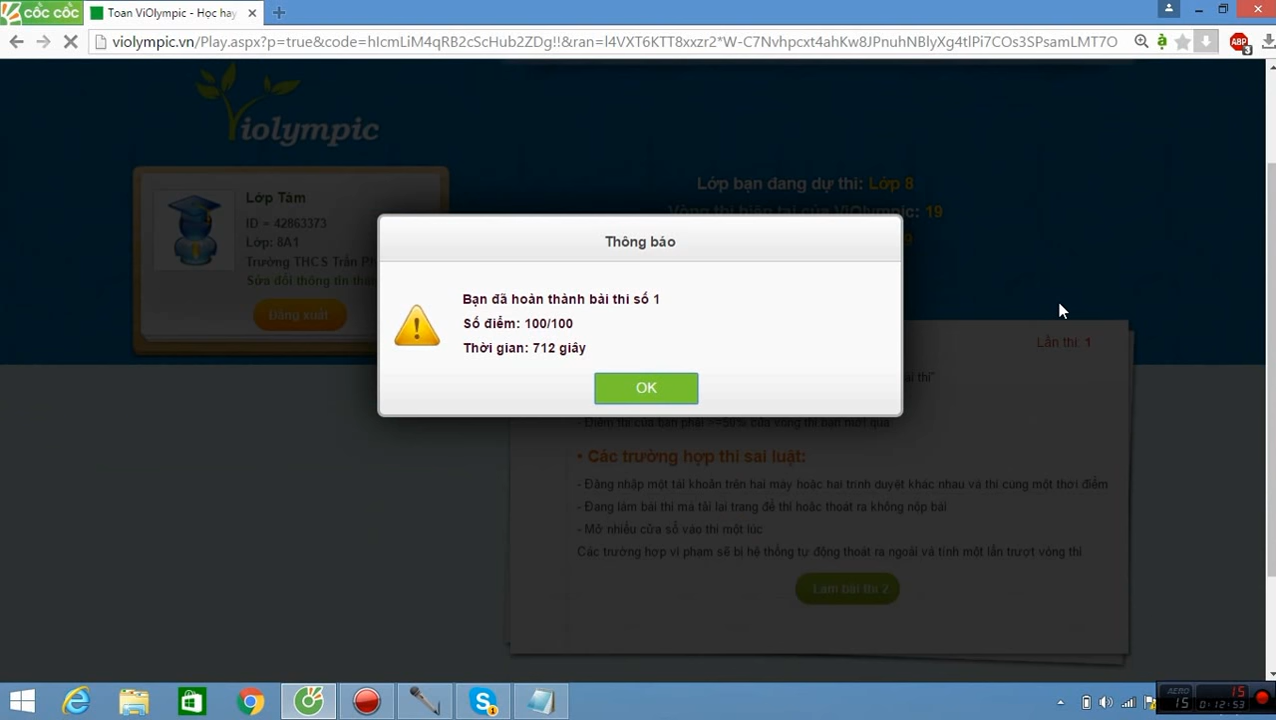 cốc cốc
Toan ViOlympic - Học hay
violympic.vn/Play.aspx?p=true&code=hIcmLiM4qRB2cScHub2ZDg!!&ran=l4VXT6KTT8xxzr2*W-C7Nvhpcxt4ahKw8JPnuhNBlyXg4tlPi7COs3SPsamLMT7O
ABP
3
Violympic
Lớp Tám
ID = 42863373
Lớp: 8A1
Trường THCS Trần
Sửa đổi thông tin
Đăng xuất
Lớp bạn đang dự thi: Lớp 8
Vòng thi hiện tại của ViOlympic: 19
Thông báo
Bạn đã hoàn thành bài thi số 1
Số điểm: 100/100
Thời gian: 712 giây
OK
Lần thi: 1
- Điểm thi của bạn phải >=50% của vòng thi bạn mới qua
• Các trường hợp thi sai luật:
- Đăng nhập một tài khoản trên hai máy hoặc hai trình duyệt khác nhau và thi cùng một thời điểm
- Đang làm bài thi mà tải lại trang đề thi hoặc thoát ra không nộp bài
- Mở nhiều cửa sổ vào thi một lúc
Các trường hợp vi phạm sẽ bị hệ thống tự động thoát ra ngoài và tính một lần trượt vòng thi
Làm bài thi 2
AERO
15
15
0:12:53